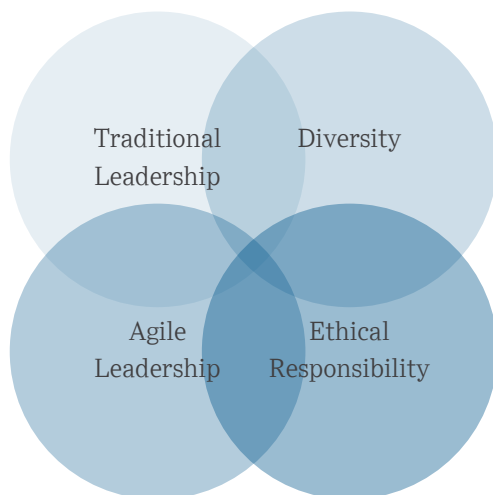 Traditional
Leadership
Diversity
Agile
Leadership
Ethical
Responsibility